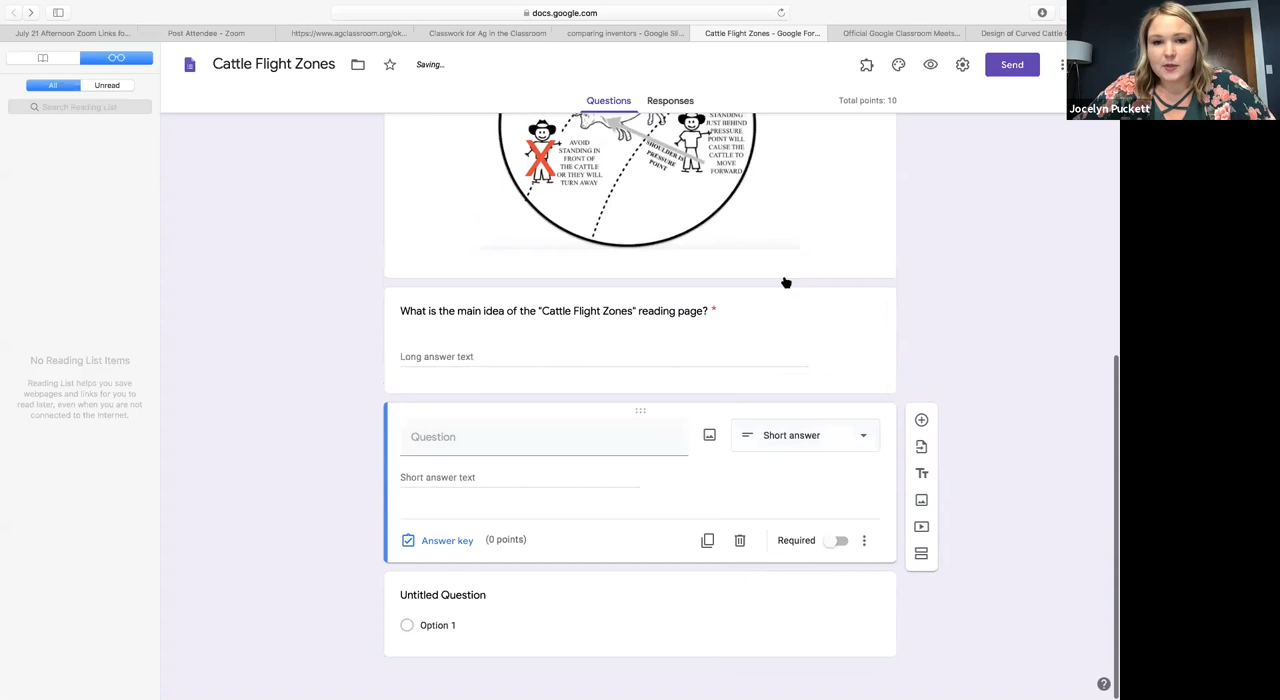 docs.google.com
July 21 Afternoon Zoom Links fo...
Post Attendee - Zoom
https://www.agclassroom.org/ok...
Classwork for Ag in the Classroom
comparing inventors - Google Sli...
Cattle Flight Zones - Google For...
Official Google Classroom Meets...
Design of Curved Cattle
Cattle Flight Zones
Saving...
Send
All
Unread
Search Reading List
Questions
Responses
Total points: 10
Jocelyn Puckett
AVOID
STANDING IN
FRONT OF
THE CATTLE
OR THEY WILL
TURN AWAY
SHOULDER IS
PRESSURE
POINT
STANDING
JUST BEHIND
PRESSURE
POINT WILL
CAUSE THE
CATTLE TO
MOVE
FORWARD
What is the main idea of the "Cattle Flight Zones" reading page? *
Long answer text
No Reading List Items
Reading List helps you save
webpages and links for you to
read later, even when you are not
connected to the Internet.
Question
Short answer
Short answer text
Answer key
(0 points)
Required
Untitled Question
Option 1